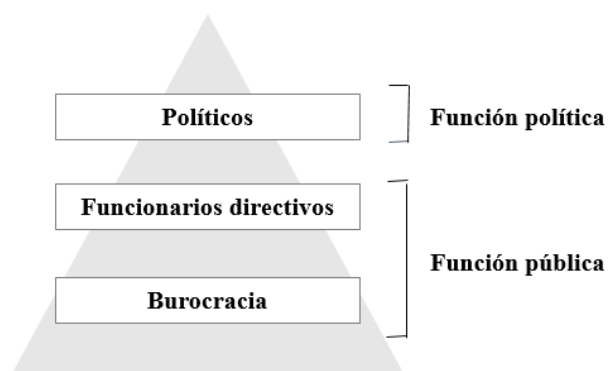 Políticos
Función política
Funcionarios directivos
Función pública
Burocracia